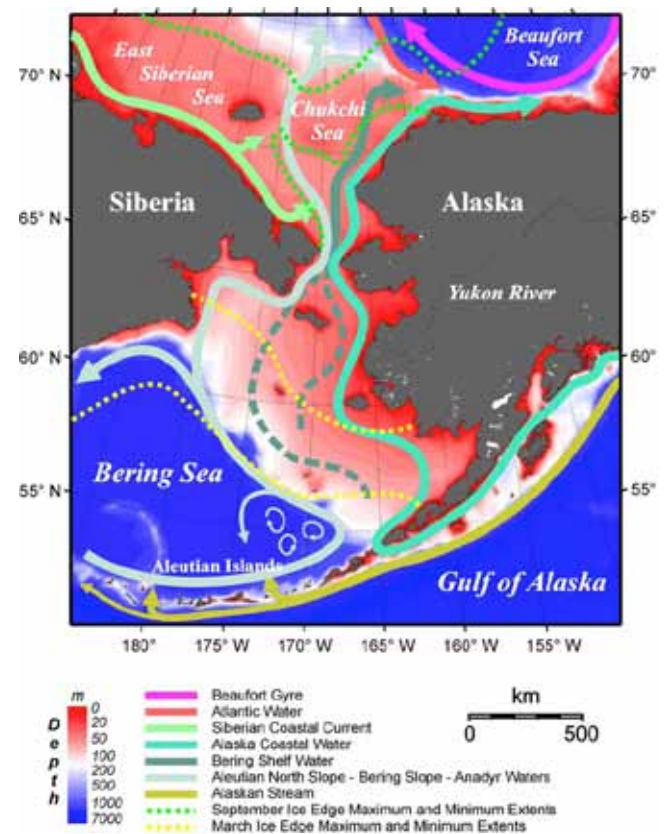 East
Siberian
Sea
Chukchi
Sea
Beaufort
Sea
70° N
70°
Siberia
Alaska
65° N
65°
Yukon River
60° N
60°
Bering Sea
55° N
55°
Aleutian Islands
Gulf of Alaska
180° 175° W 170° W 165° W 160° W 155° W
m
Depth
0
20
50
100
200
500
1000
7000
Beaufort Gyre
Atlantic Water
Siberian Coastal Current
Alaska Coastal Water
Bering Shelf Water
Aleutian North Slope - Bering Slope - Anadyr Waters
Alaskan Stream
September Ice Edge Maximum and Minimum Extents
March Ice Edge Maximum and Minimum Extents
km
0 500